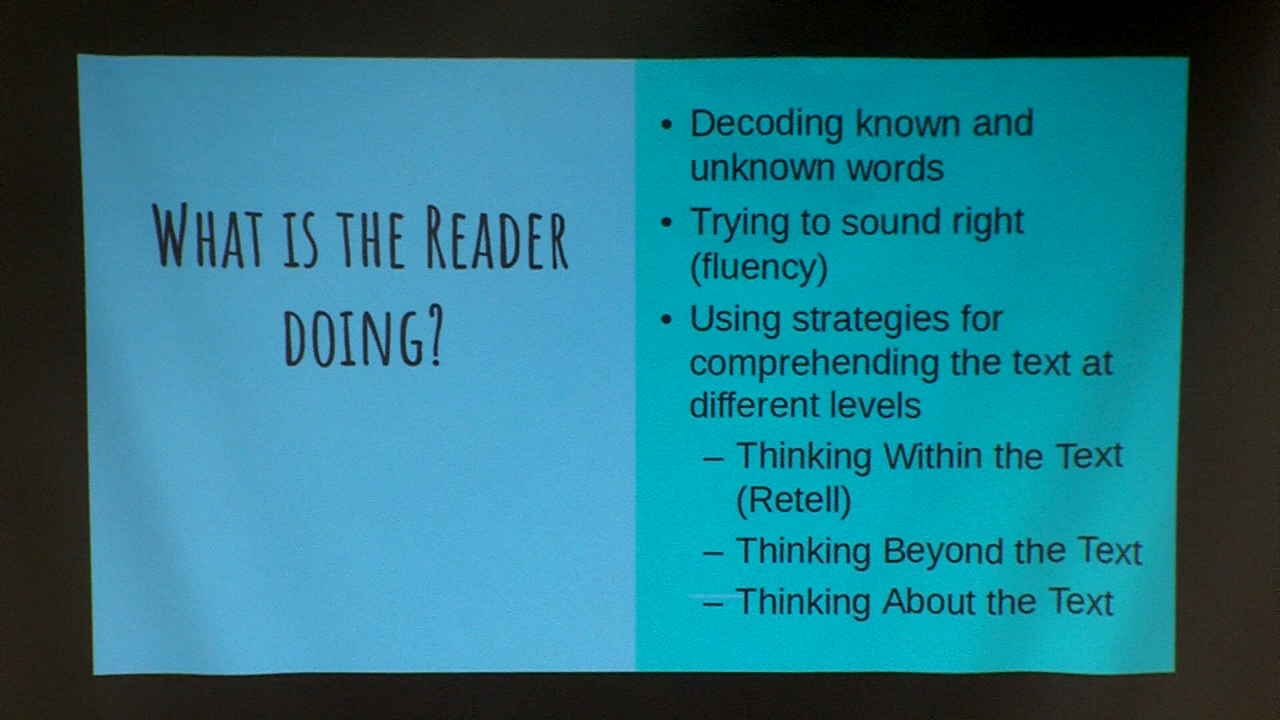 What is the Reader
doing?
• Decoding known and
unknown words
• Trying to sound right
(fluency)
• Using strategies for
comprehending the text at
different levels
– Thinking Within the Text
(Retell)
– Thinking Beyond the Text
– Thinking About the Text